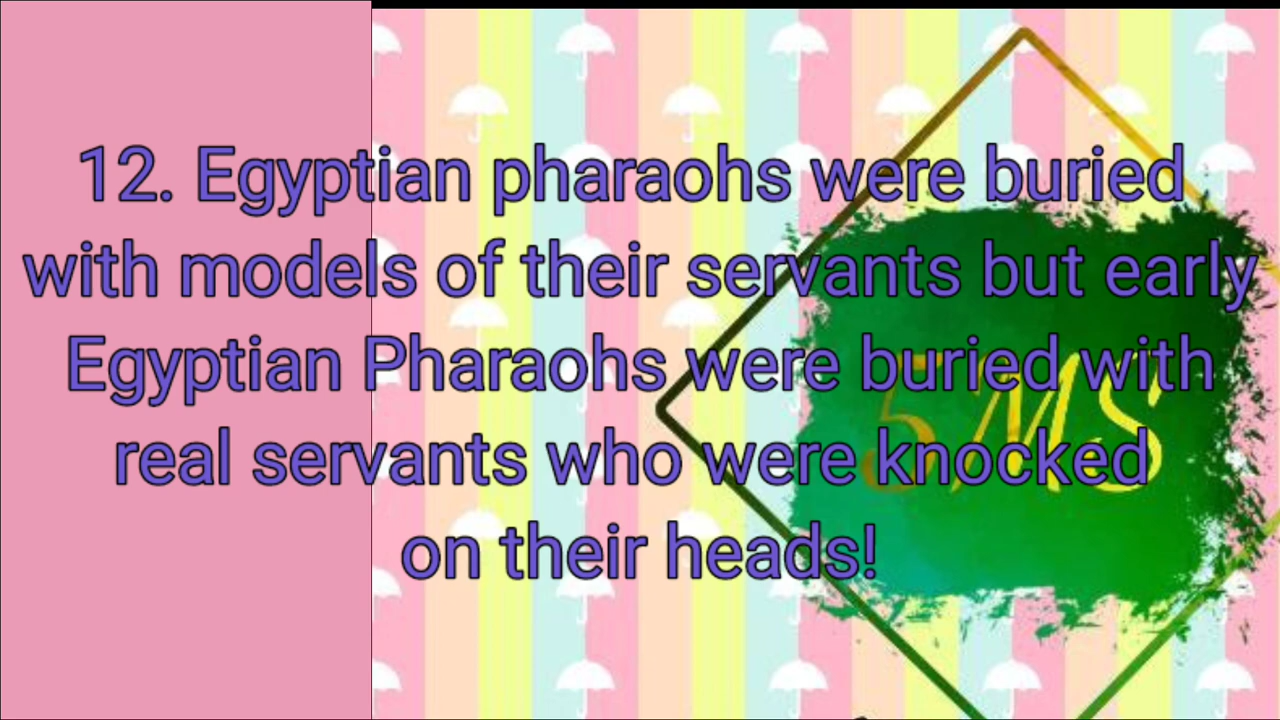 12. Egyptian pharaohs were buried
with models of their servants but early
Egyptian Pharaohs were buried with
real servants who were knocked
on their heads!
5MS